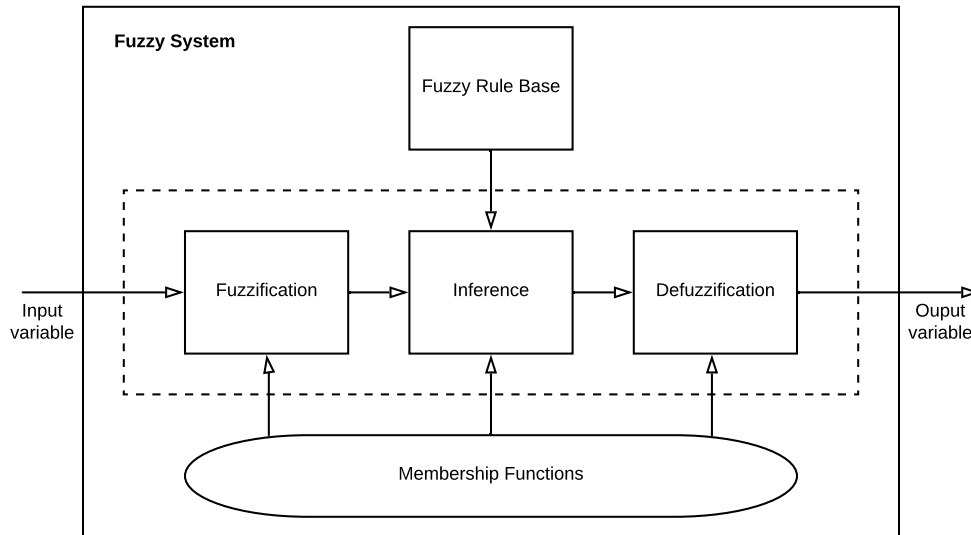 Fuzzy System
Fuzzy Rule Base
Fuzzification
Inference
Defuzzification
Input
variable
Ouput
variable
Membership Functions